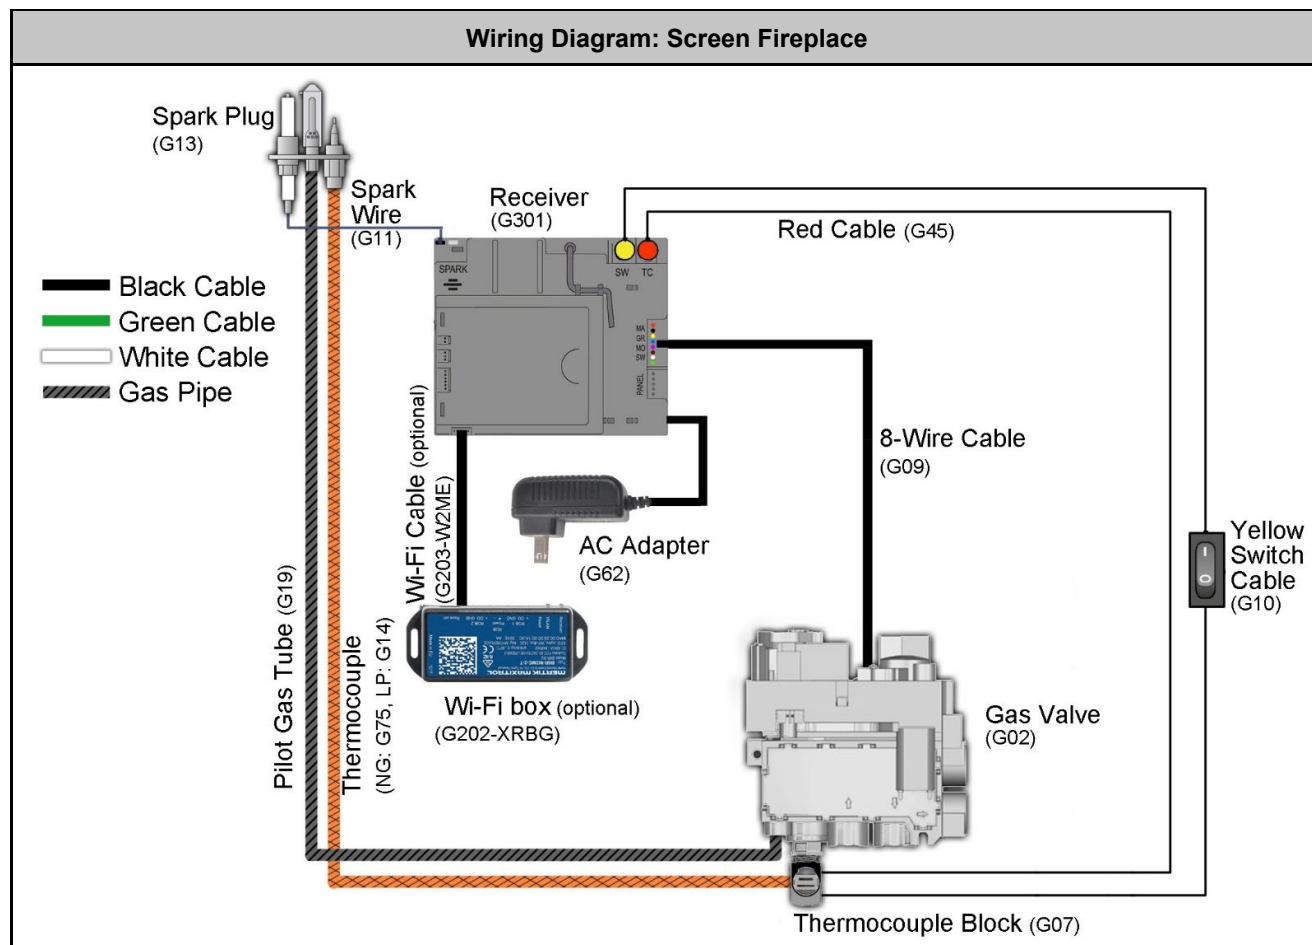 Wiring Diagram: Screen Fireplace
Spark Plug
(G13)
Spark
Wire
(G11)
Receiver
(G301)
Red Cable (G45)
SPARK
SW
TC
MA
GR
MO
SW
PANEL
Black Cable
Green Cable
White Cable
Gas Pipe
8-Wire Cable
(G09)
Wi-Fi Cable (optional)
(G203-W2ME)
AC Adapter
(G62)
Yellow
Switch
Cable
(G10)
I
O
MERTIK MAXITROL
Wi-Fi box (optional)
(G202-XRBG)
Pilot Gas Tube (G19)
Thermocouple
(NG: G75, LP: G14)
Gas Valve
(G02)
Thermocouple Block (G07)